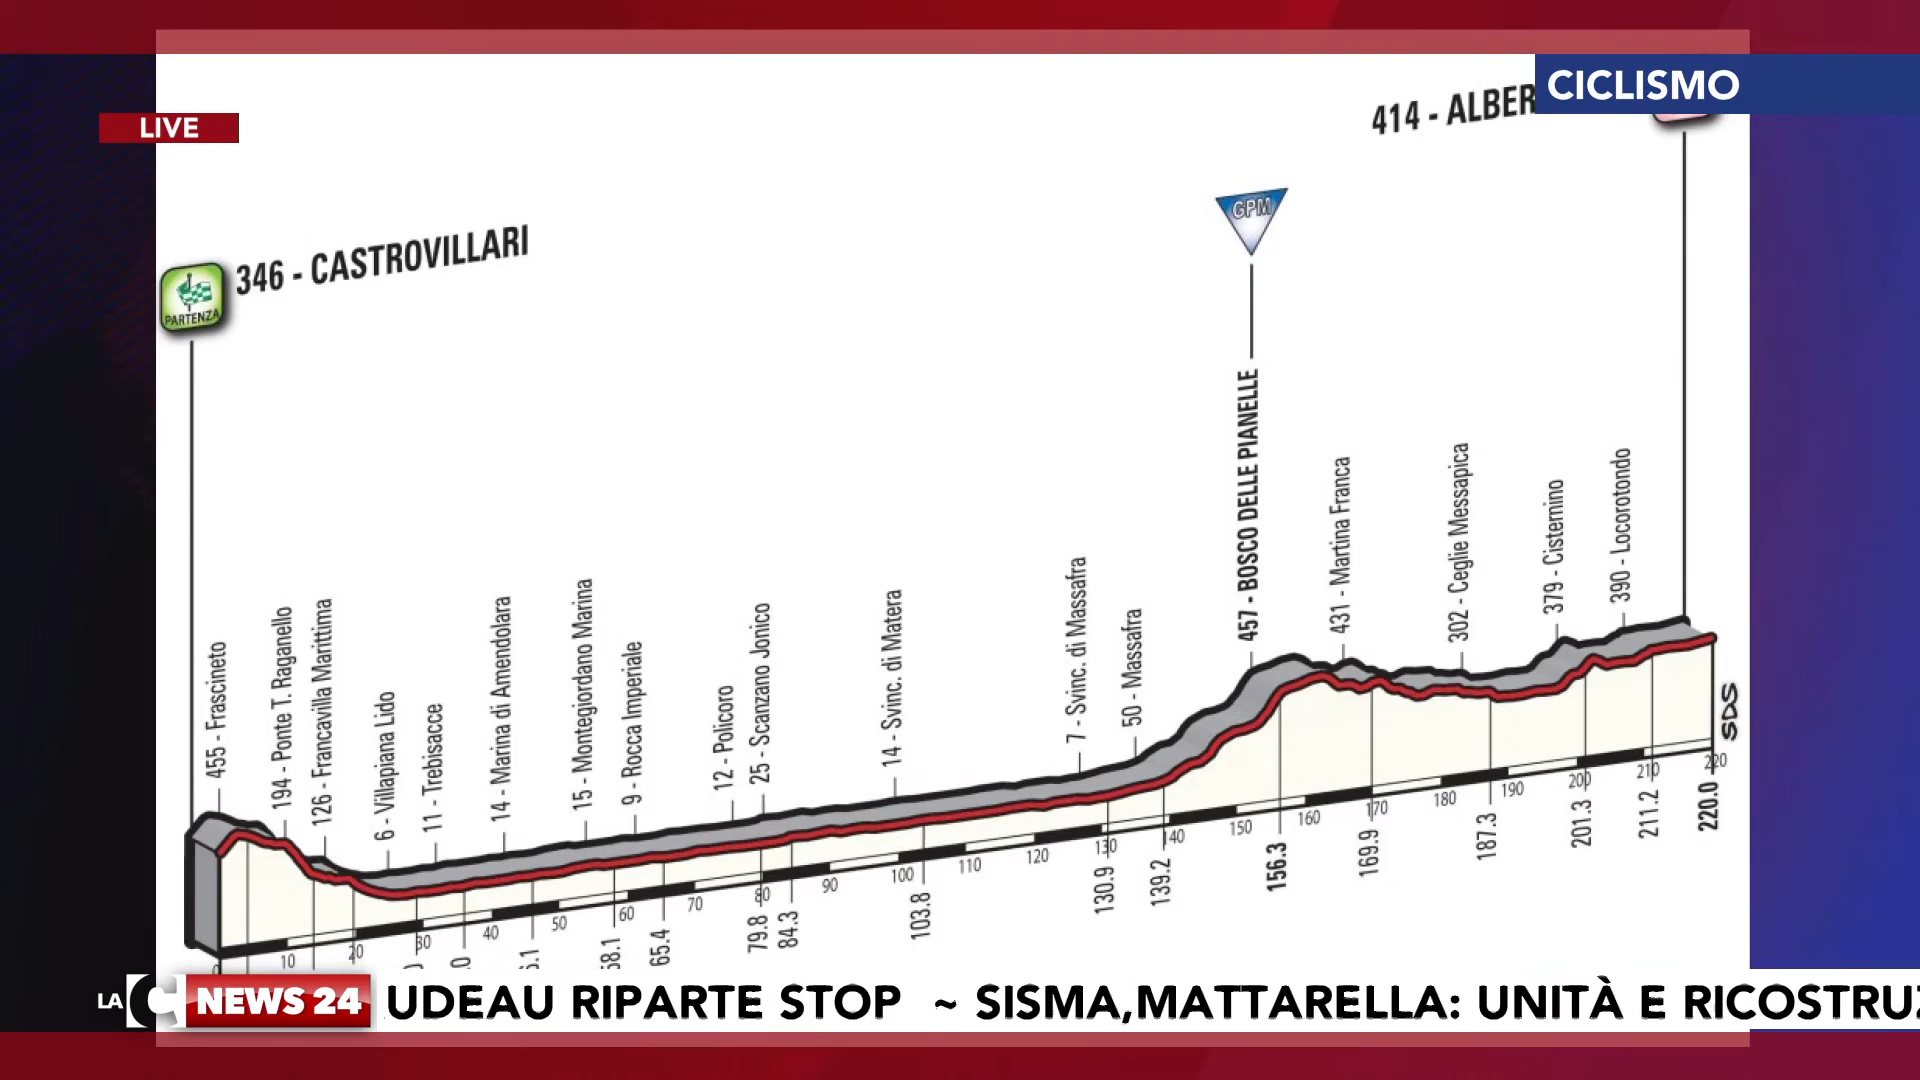 CICLISMO
LIVE
414 - ALBER
GPM
346 - CASTROVILLARI
PARTENZA
455 - Frascineto
194 - Ponte T. Raganello
126 - Francavilla Marittima
6 - Villapiana Lido
11 - Trebisacce
14 - Marina di Amendolara
15 - Montegiordano Marina
9 - Rocca Imperiale
12 - Policoro
25 - Scanzano Jonico
14 - Svinc. di Matera
7 - Svinc. di Massafra
50 - Massafra
457 - BOSCO DELLE PIANELLE
431 - Martina Franca
302 - Ceglie Messapica
379 - Cisternino
390 - Locorotondo
SDS
10
20
30
40
50
60
70
80
90
100
110
120
130
140
150
160
170
180
190
200
210
220
65.4
79.8
84.3
103.8
130.9
139.2
156.3
169.9
187.3
201.3
211.2
220.0
LA C NEWS 24
UDEAU RIPARTE STOP ~ SISMA,MATTARELLA: UNITÀ E RICOSTRUZ